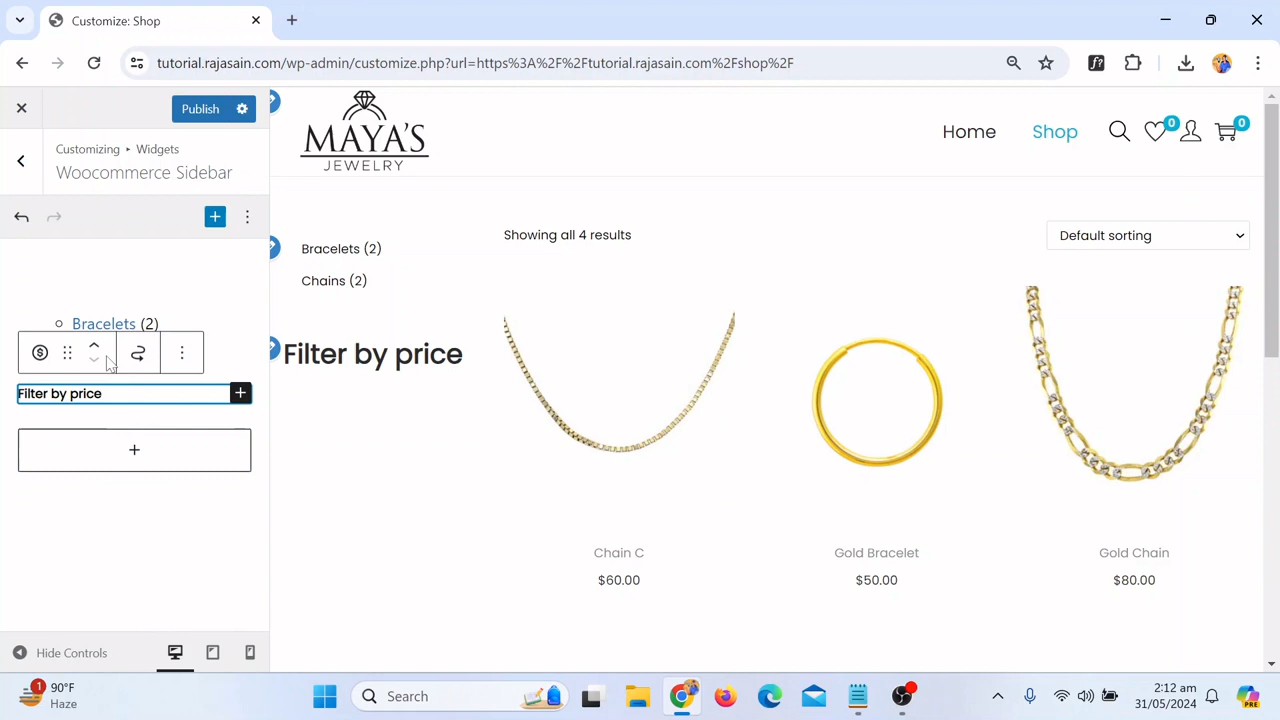 Customize: Shop
tutorial.rajasain.com/wp-admin/customize.php?url=https%3A%2F%2Ftutorial.rajasain.com%2Fshop%2F
Publish
Customizing ▸ Widgets
Woocommerce Sidebar
Bracelets (2)
Filter by price
Hide Controls
MAYA'S
JEWELRY
Home
Shop
0
0
Bracelets (2)
Chains (2)
Showing all 4 results
Default sorting
Filter by price
Chain C
Gold Bracelet
Gold Chain
$60.00
$50.00
$80.00
1
90°F
Haze
Search
2:12 am
31/05/2024
PRE